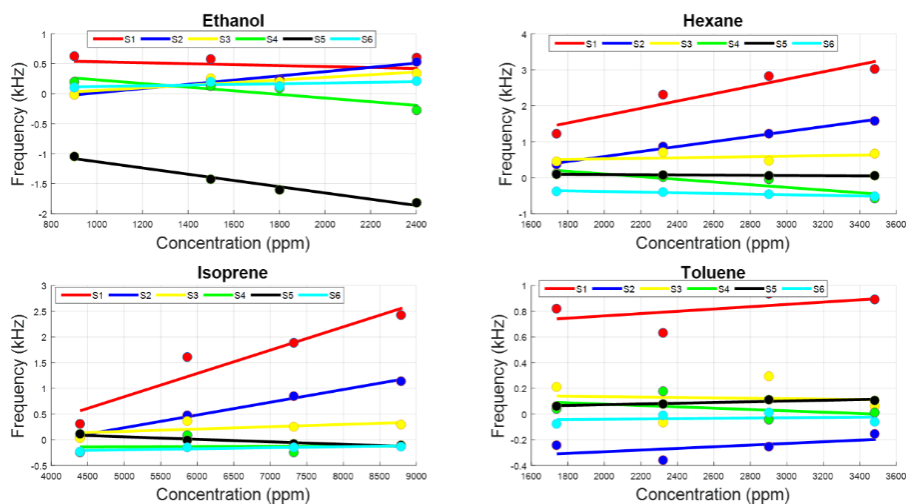 Ethanol
S1 S2 S3 S4 S5 S6
Frequency (kHz)
1
0.5
0
-0.5
-1
-1.5
-2
800 1000 1200 1400 1600 1800 2000 2200 2400
Concentration (ppm)
Hexane
S1 S2 S3 S4 S5 S6
Frequency (kHz)
4
3
2
1
0
-1
1600 1800 2000 2200 2400 2600 2800 3000 3200 3400 3600
Concentration (ppm)
Isoprene
S1 S2 S3 S4 S5 S6
Frequency (kHz)
3
2.5
2
1.5
1
0.5
0
-0.5
4000 4500 5000 5500 6000 6500 7000 7500 8000 8500 9000
Concentration (ppm)
Toluene
S1 S2 S3 S4 S5 S6
Frequency (kHz)
1
0.8
0.6
0.4
0.2
0
-0.2
-0.4
1600 1800 2000 2200 2400 2600 2800 3000 3200 3400 3600
Concentration (ppm)